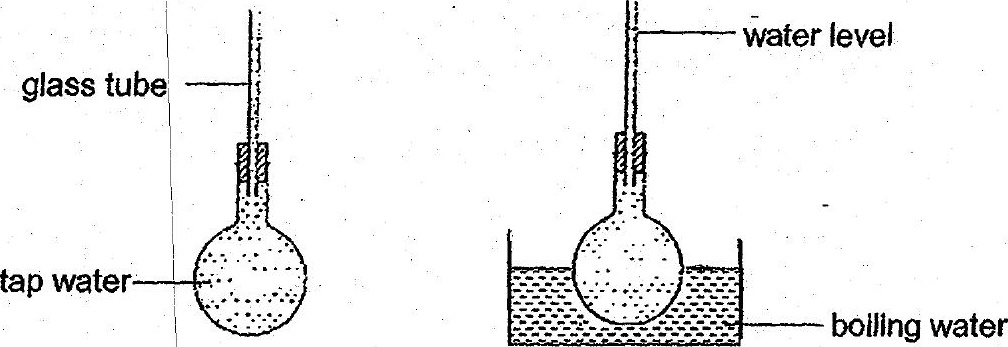 water level
glass tube
tap water
boiling water